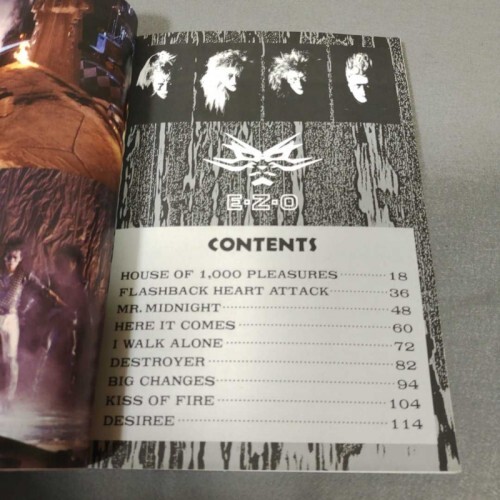 E·Z·O
CONTENTS
HOUSE OF 1,000 PLEASURES 18
FLASHBACK HEART ATTACK 36
MR. MIDNIGHT 48
HERE IT COMES 60
I WALK ALONE 72
DESTROYER 82
BIG CHANGES 94
KISS OF FIRE 104
DESIREE 114